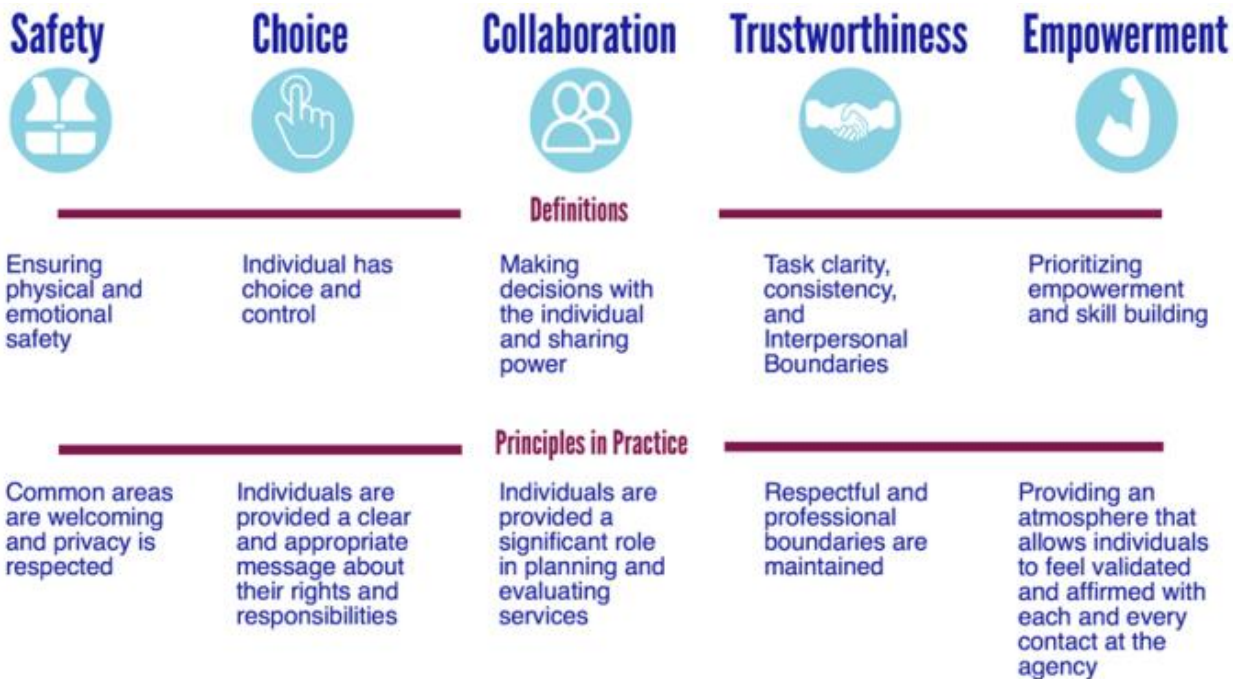 Safety
Choice
Collaboration
Trustworthiness
Empowerment
Definitions
Ensuring
physical and
emotional
safety
Individual has
choice and
control
Making
decisions with
the individual
and sharing
power
Task clarity,
consistency,
and
Interpersonal
Boundaries
Prioritizing
empowerment
and skill building
Principles in Practice
Common areas
are welcoming
and privacy is
respected
Individuals are
provided a clear
and appropriate
message about
their rights and
responsibilities
Individuals are
provided a
significant role
in planning and
evaluating
services
Respectful and
professional
boundaries are
maintained
Providing an
atmosphere that
allows individuals
to feel validated
and affirmed with
each and every
contact at the
agency